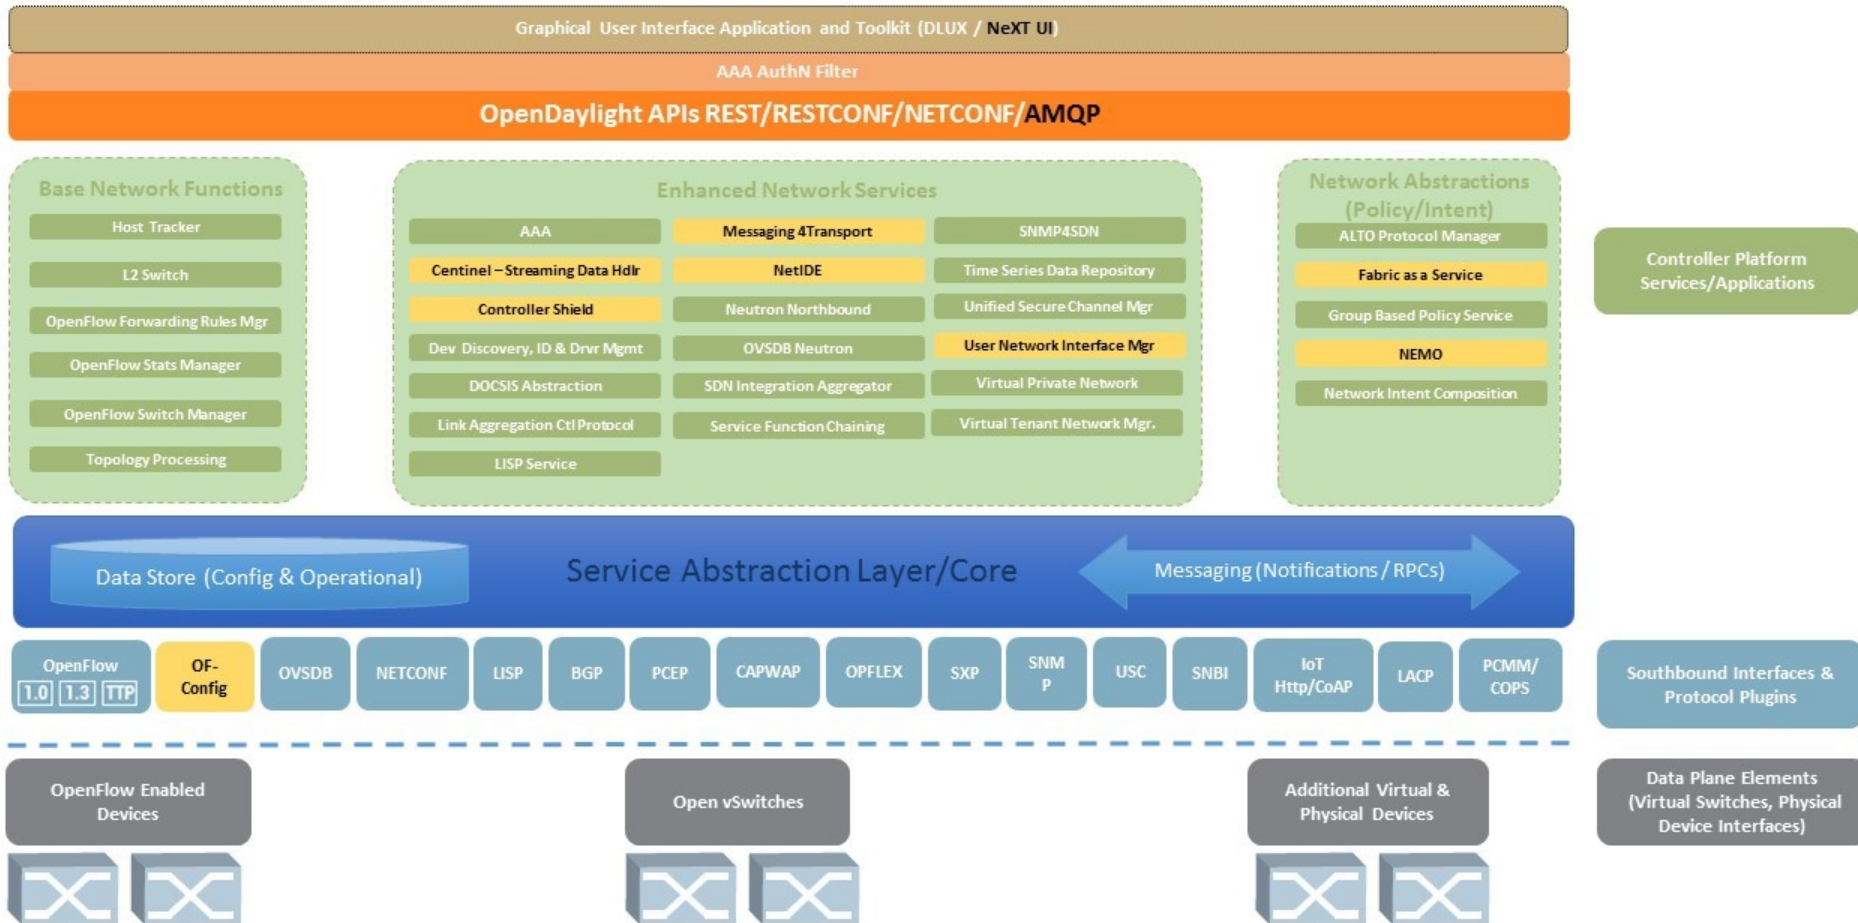 Graphical User Interface Application and Toolkit (DLUX / NeXT UI)
AAA AuthN Filter
OpenDaylight APIs REST/RESTCONF/NETCONF/AMQP
Base Network Functions
Host Tracker
L2 Switch
OpenFlow Forwarding Rules Mgr
OpenFlow Stats Manager
OpenFlow Switch Manager
Topology Processing
Enhanced Network Services
AAA
Centinel – Streaming Data Hdlr
Controller Shield
Dev Discovery, ID & Drvr Mgmt
DOCSIS Abstraction
Link Aggregation Ctl Protocol
LISP Service
Messaging 4Transport
NetIDE
Neutron Northbound
OVSDB Neutron
SDN Integration Aggregator
Service Function Chaining
SNMP4SDN
Time Series Data Repository
Unified Secure Channel Mgr
User Network Interface Mgr
Virtual Private Network
Virtual Tenant Network Mgr.
Network Abstractions
(Policy/Intent)
ALTO Protocol Manager
Fabric as a Service
Group Based Policy Service
NEMO
Network Intent Composition
Controller Platform
Services/Applications
Data Store (Config & Operational)
Service Abstraction Layer/Core
Messaging (Notifications / RPCs)
OpenFlow
1.0 1.3 TTP
OF-
Config
OVSDB
NETCONF
LISP
BGP
PCEP
CAPWAP
OPFLEX
SXP
SNM
P
USC
SNBI
IoT
Http/CoAP
LACP
PCMM/
COPS
Southbound Interfaces &
Protocol Plugins
OpenFlow Enabled
Devices
Open vSwitches
Additional Virtual &
Physical Devices
Data Plane Elements
(Virtual Switches, Physical
Device Interfaces)